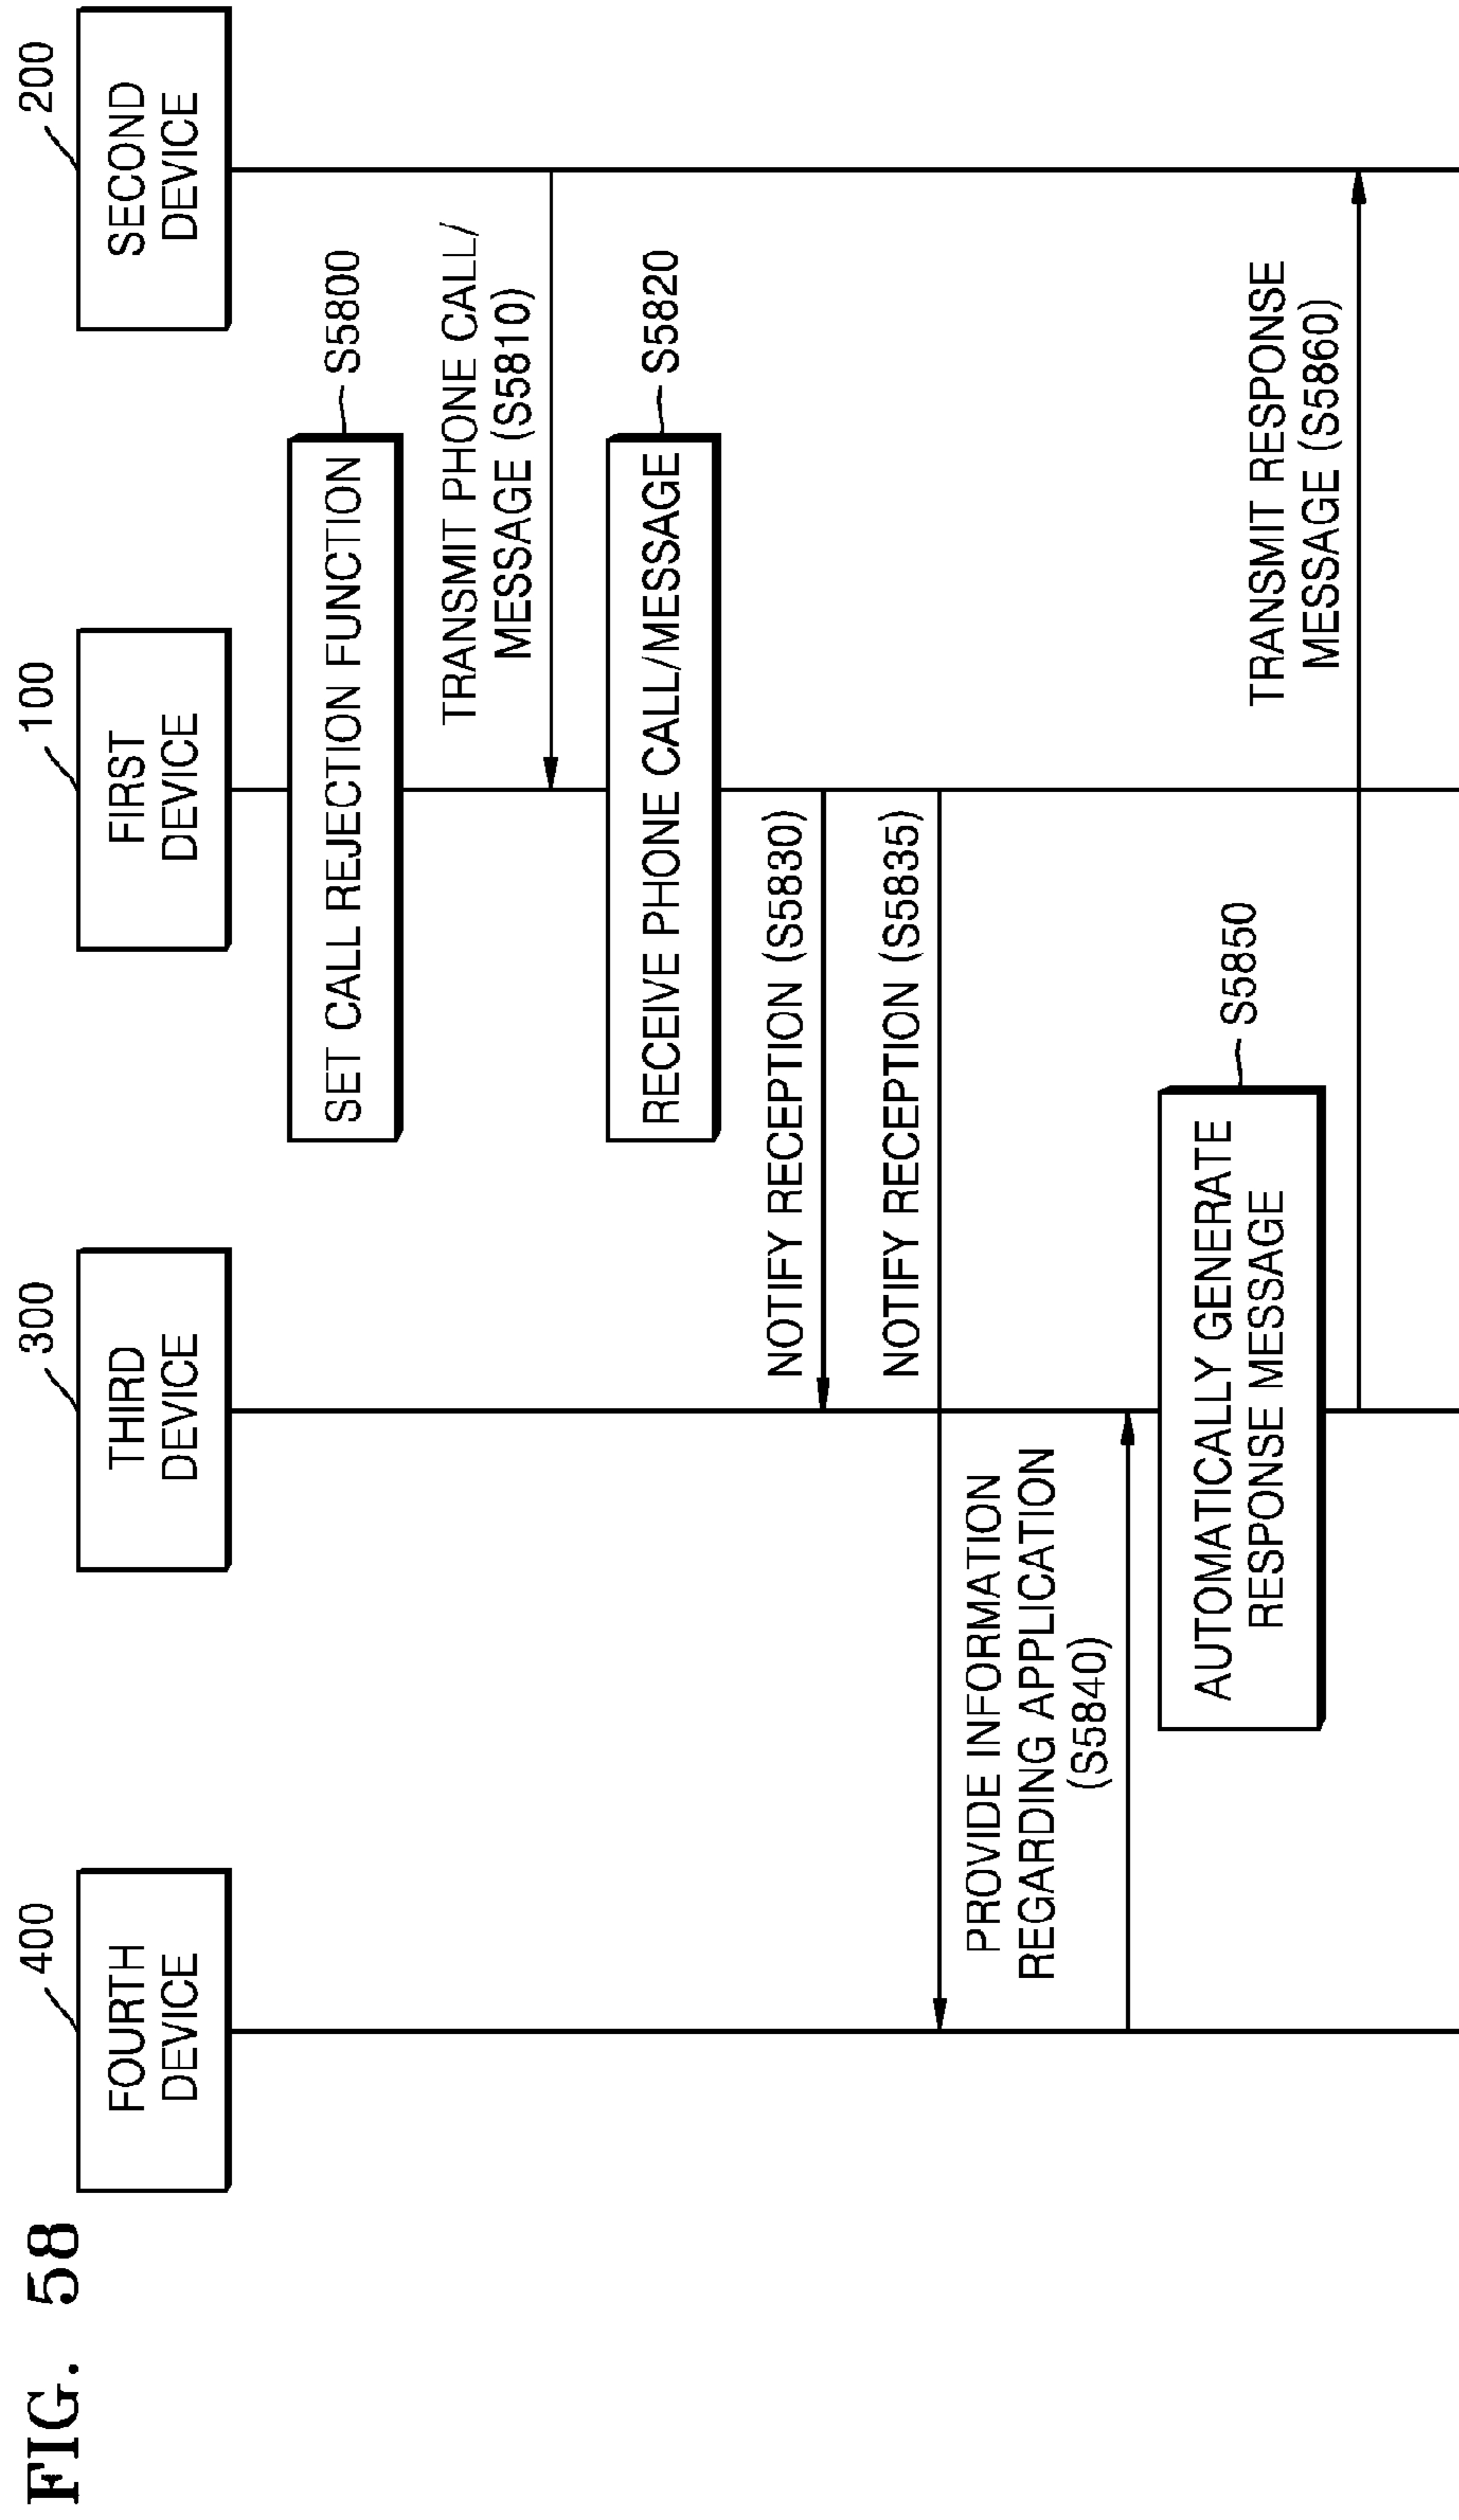 FIG. 58
400
300
100
200
FOURTH
DEVICE
THIRD
DEVICE
FIRST
DEVICE
SECOND
DEVICE
SET CALL REJECTION FUNCTION
S5800
TRANSMIT PHONE CALL/
MESSAGE (S5810)
RECEIVE PHONE CALL/MESSAGE
S5820
NOTIFY RECEPTION (S5830)
NOTIFY RECEPTION (S5835)
PROVIDE INFORMATION
REGARDING APPLICATION
(S5840)
AUTOMATICALLY GENERATE
RESPONSE MESSAGE
S5850
TRANSMIT RESPONSE
MESSAGE (S5860)